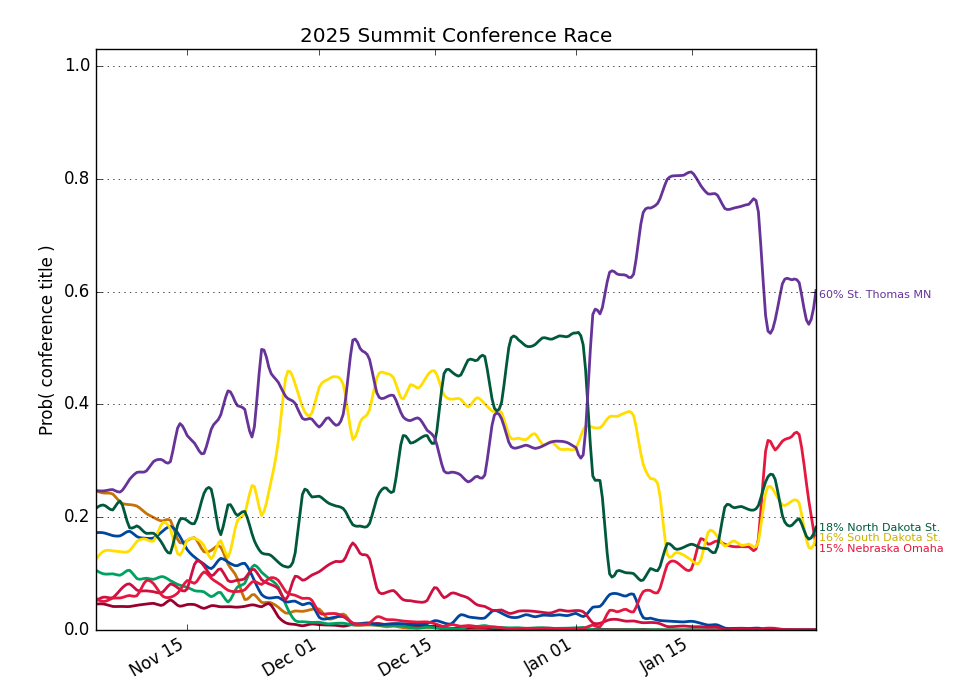 2025 Summit Conference Race
Prob( conference title )
1.0
0.8
0.6
0.4
0.2
0.0
Nov 15
Dec 01
Dec 15
Jan 01
Jan 15
60% St. Thomas MN
18% North Dakota St.
16% South Dakota St.
15% Nebraska Omaha